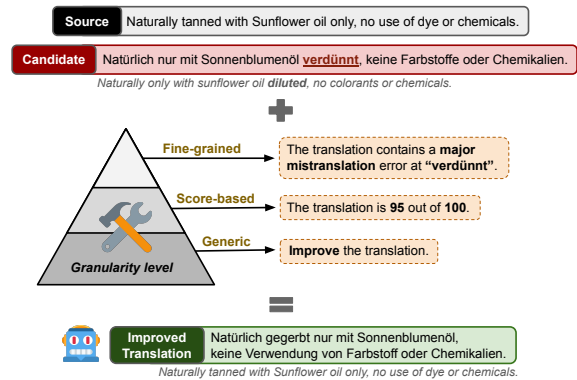 Source Naturally tanned with Sunflower oil only, no use of dye or chemicals.
Candidate Natürlich nur mit Sonnenblumenöl verdünnt, keine Farbstoffe oder Chemikalien.
Naturally only with sunflower oil diluted, no colorants or chemicals.
Fine-grained
The translation contains a major
mistranslation error at “verdünnt”.
Score-based
The translation is 95 out of 100.
Generic
Improve the translation.
Granularity level
Improved
Translation
Natürlich gegerbt nur mit Sonnenblumenöl,
keine Verwendung von Farbstoff oder Chemikalien.
Naturally tanned with Sunflower oil only, no use of dye or chemicals.